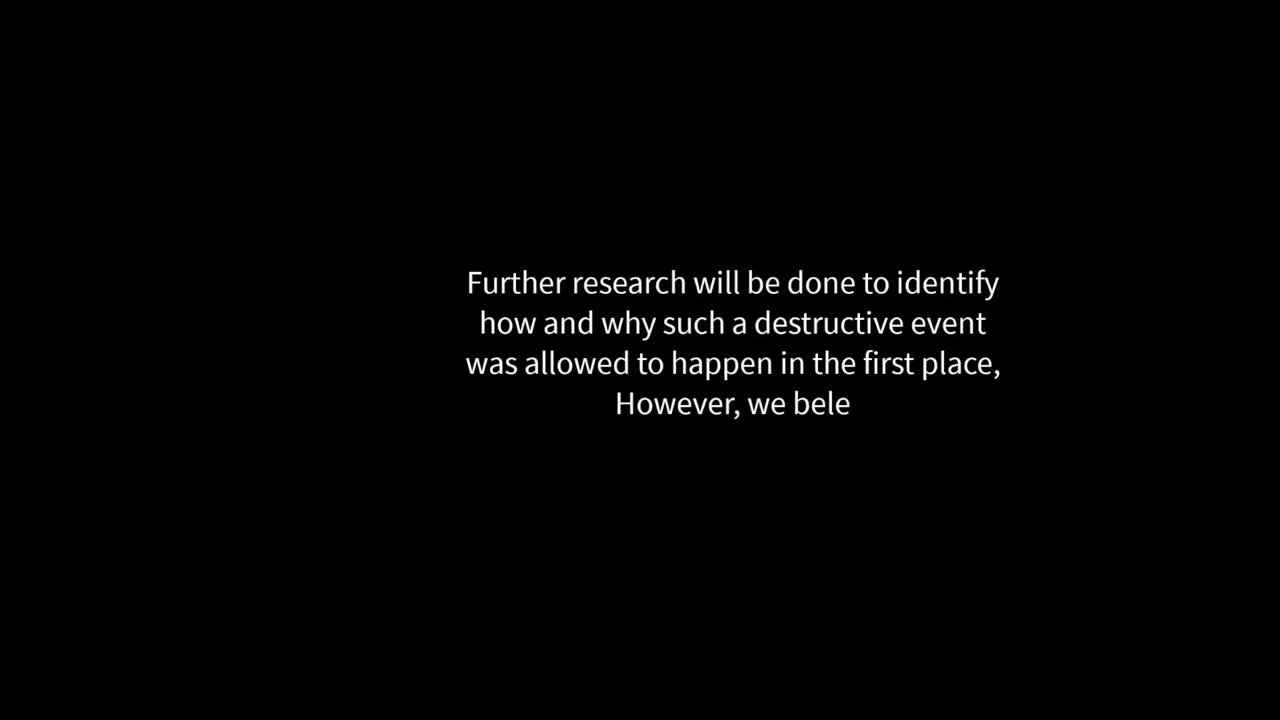 Further research will be done to identify
how and why such a destructive event
was allowed to happen in the first place,
However, we bele